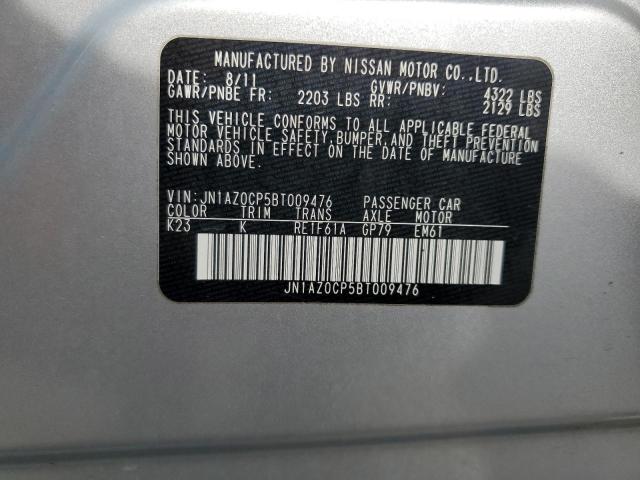 MANUFACTURED BY NISSAN MOTOR CO.,LTD.
DATE: 8/11 GVWR/PNBV: 4322 LBS
GAWR/PNBE FR: 2203 LBS RR: 2129 LBS
THIS VEHICLE CONFORMS TO ALL APPLICABLE FEDERAL
MOTOR VEHICLE SAFETY,BUMPER,AND THEFT PREVENTION
STANDARDS IN EFFECT ON THE DATE OF MANUFACTURE
SHOWN ABOVE.
VIN:JN1AZ0CP5BT009476 PASSENGER CAR
COLOR TRIM TRANS AXLE MOTOR
K23 K RE1F61A GP79 EM61
JN1AZ0CP5BT009476